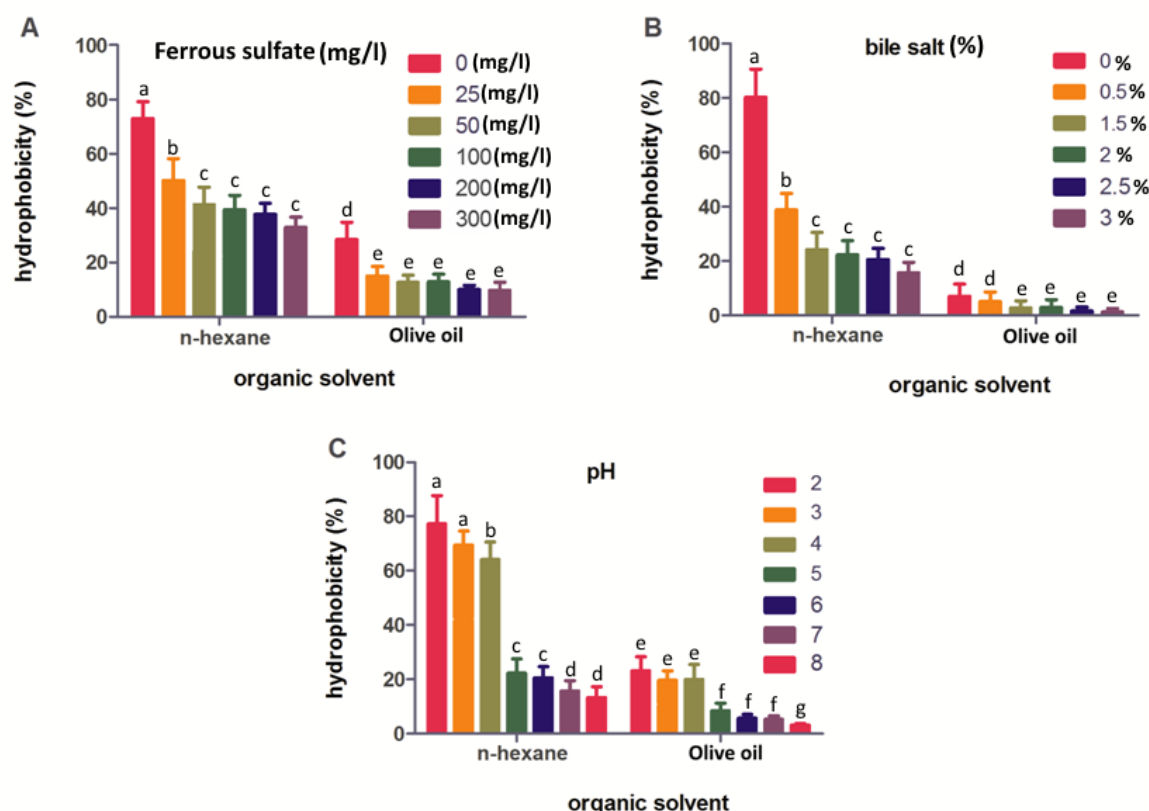 A
Ferrous sulfate (mg/l)
hydrophobicity (%)
100
80
60
40
20
0
a
b
c
c
c
c
d
e
e
e
e
e
0 (mg/l)
25(mg/l)
50(mg/l)
100(mg/l)
200(mg/l)
300(mg/l)
n-hexane
Olive oil
organic solvent
B
bile salt (%)
hydrophobicity (%)
100
80
60
40
20
0
a
b
c
c
c
c
d
d
e
e
e
e
0 %
0.5%
1.5%
2 %
2.5%
3 %
n-hexane
Olive oil
organic solvent
C
pH
hydrophobicity (%)
100
80
60
40
20
0
a
a
b
c
c
d
d
e
e
e
f
f
f
g
2
3
4
5
6
7
8
n-hexane
Olive oil
organic solvent